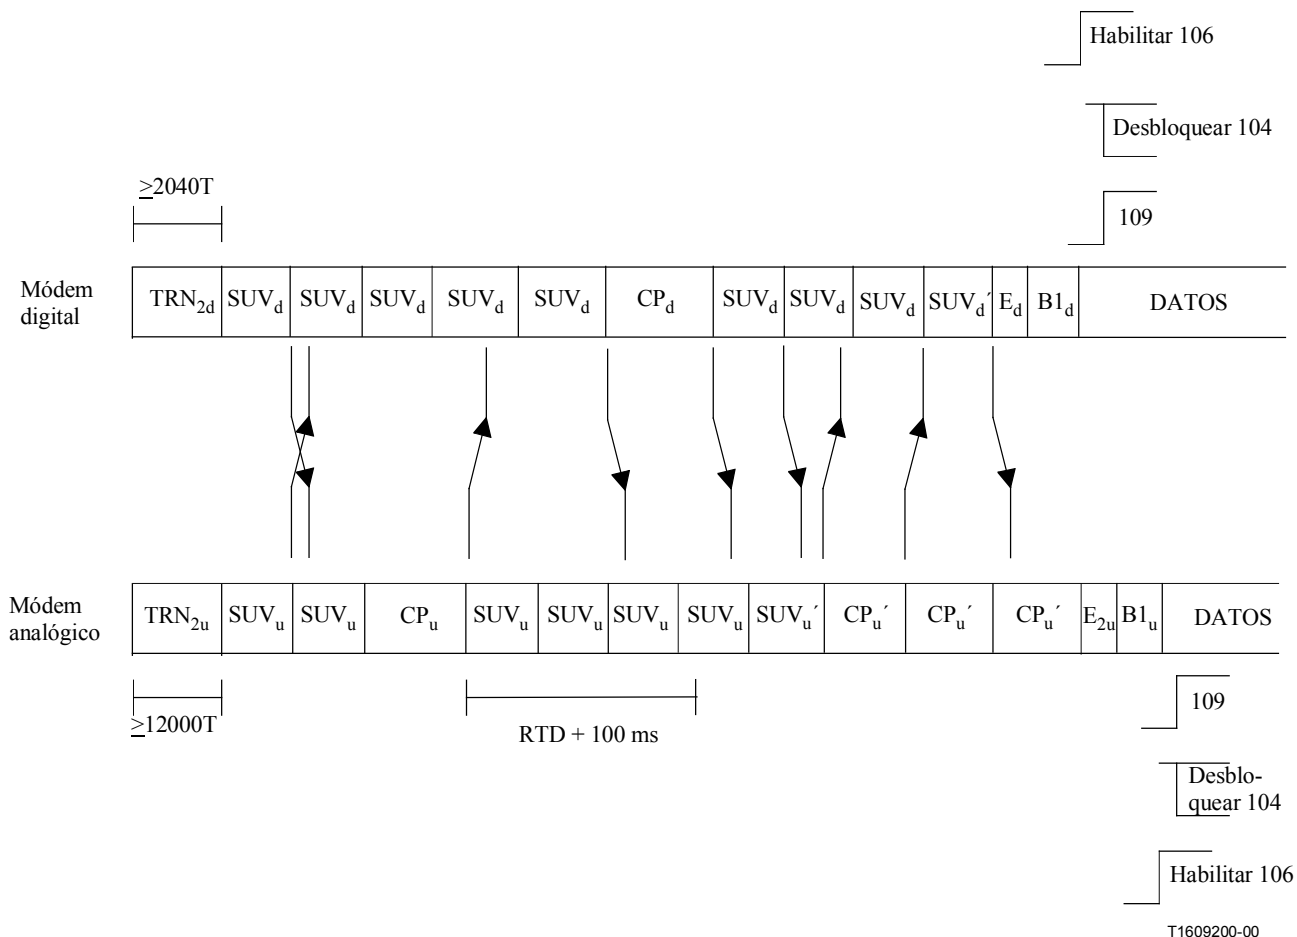 Habilitar 106
Desbloquear 104
≥2040T
109
Módem
digital
TRN2d SUVd SUVd SUVd SUVd SUVd CPd SUVd SUVd SUVd SUVd´ Ed B1d DATOS
Módem
analógico
TRN2u SUVu SUVu CPu SUVu SUVu SUVu SUVu SUVu´ CPu´ CPu´ CPu´ E2u B1u DATOS
≥12000T
RTD + 100 ms
109
Desblo-
quear 104
Habilitar 106
T1609200-00